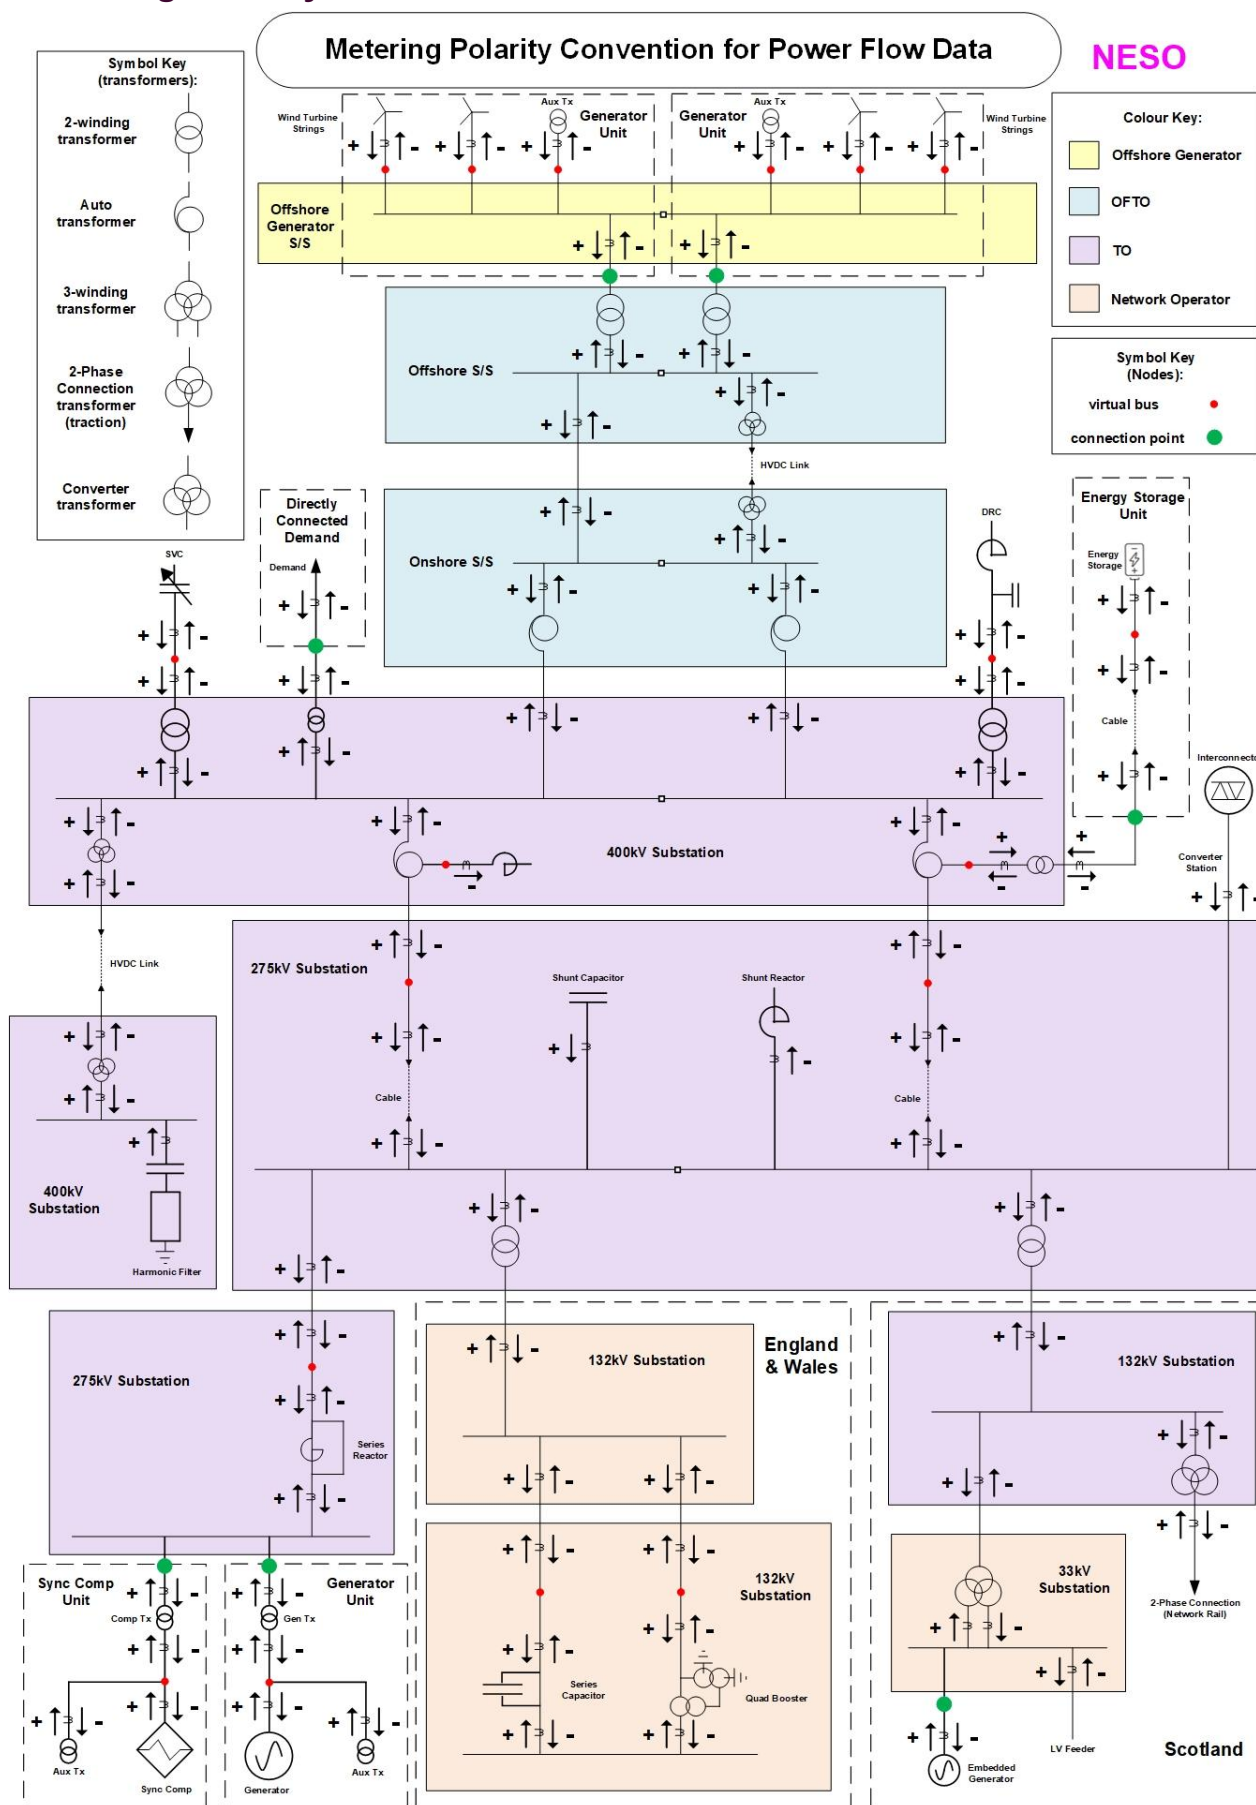 Metering Polarity Convention for Power Flow Data
NESO
Symbol Key
(transformers):
2-winding
transformer
Auto
transformer
3-winding
transformer
2-Phase
Connection
transformer
(traction)
Converter
transformer
Colour Key:
Offshore Generator
OFTO
TO
Network Operator
Symbol Key
(Nodes):
virtual bus
connection point
Wind Turbine
Strings
Aux Tx
Generator
Unit
Generator
Unit
Aux Tx
Wind Turbine
Strings
+ - + - + - + - + - + -
Offshore
Generator
S/S
+ - + -
+ - + -
Offshore S/S
+ -
+ -
HVDC Link
Directly
Connected
Demand
Demand
+ -
SVC
+ -
+ -
+ -
+ -
+ -
Onshore S/S
+ - + -
DRC
+ -
+ -
Energy Storage
Unit
Energy
Storage
- +
+ -
+ -
Cable
+ -
Interconnecto
Converter
Station
+ -
+ - + - + - + - + -
+ - + - + -
400kV Substation
+ - -
+ + - -
HVDC Link
275kV Substation
+ - + -
Shunt Capacitor
Shunt Reactor
+ - + - + -
Cable
Cable
+ - + -
+ -
+ -
+
400kV
Substation
Harmonic Filter
+ - + -
+ -
275kV Substation
+ -
+ -
Series
Reactor
+ -
England
& Wales
132kV Substation
+ -
+ - + -
132kV
Substation
+ - + -
+ - + -
Series
Capacitor
Quad Booster
+ - + -
132kV Substation
+ -
+ -
+ -
+ -
2-Phase Connection
(Network Rail)
33kV
Substation
+ -
+ -
+ -
LV Feeder
Embedded
Generator
Scotland
Sync Comp
Unit
+ -
Comp Tx
+ -
+ - + -
Aux Tx
Sync Comp
Generator
Unit
+ -
Gen Tx
+ -
+ - + -
Generator
Aux Tx